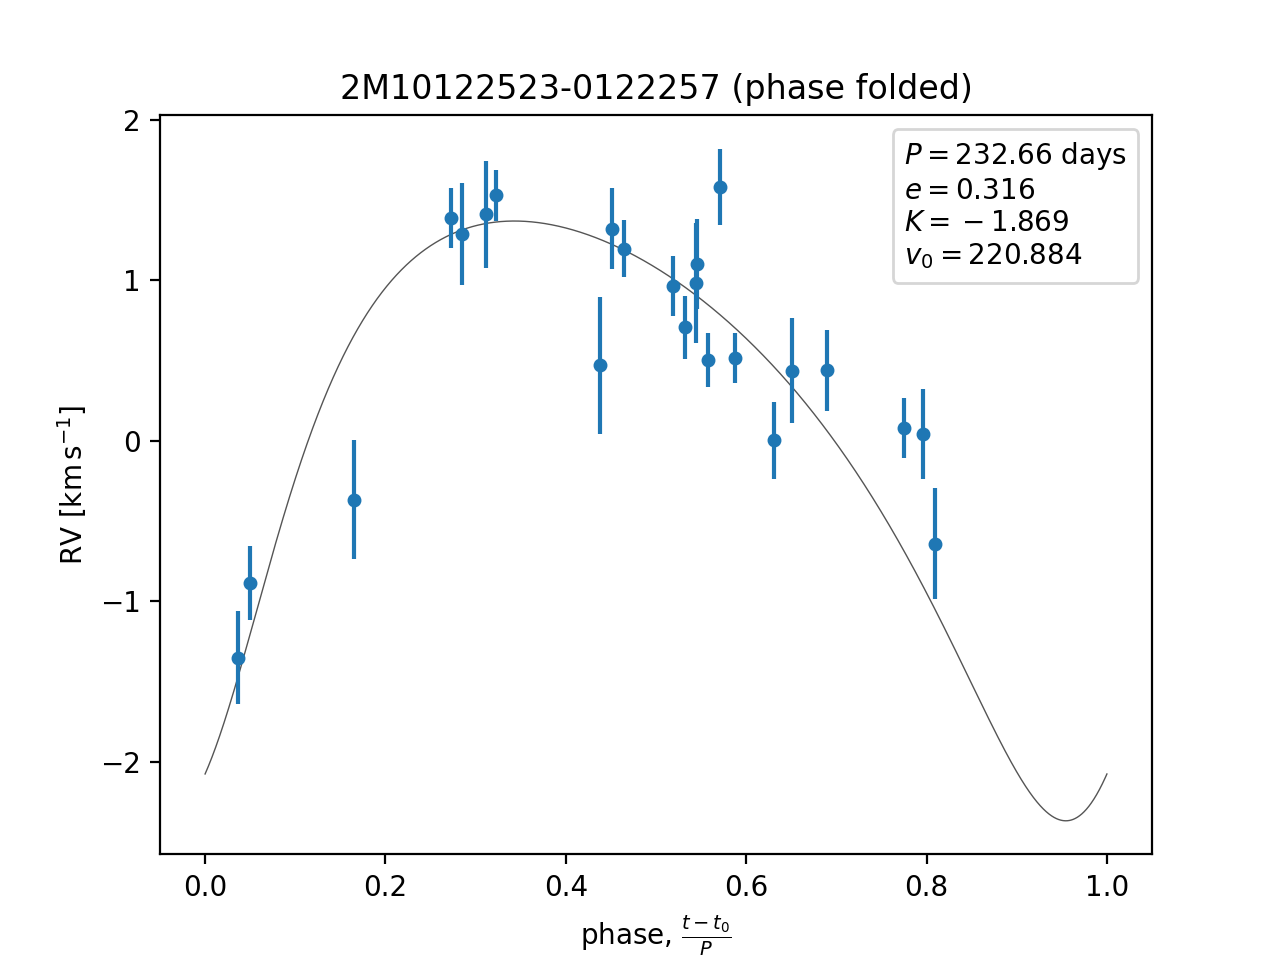 2M10122523-0122257 (phase folded)
P = 232.66 days
e = 0.316
K = −1.869
v₀ = 220.884
2
1
0
−1
−2
RV [km s⁻¹]
0.0 0.2 0.4 0.6 0.8 1.0
phase, (t − t₀)/P